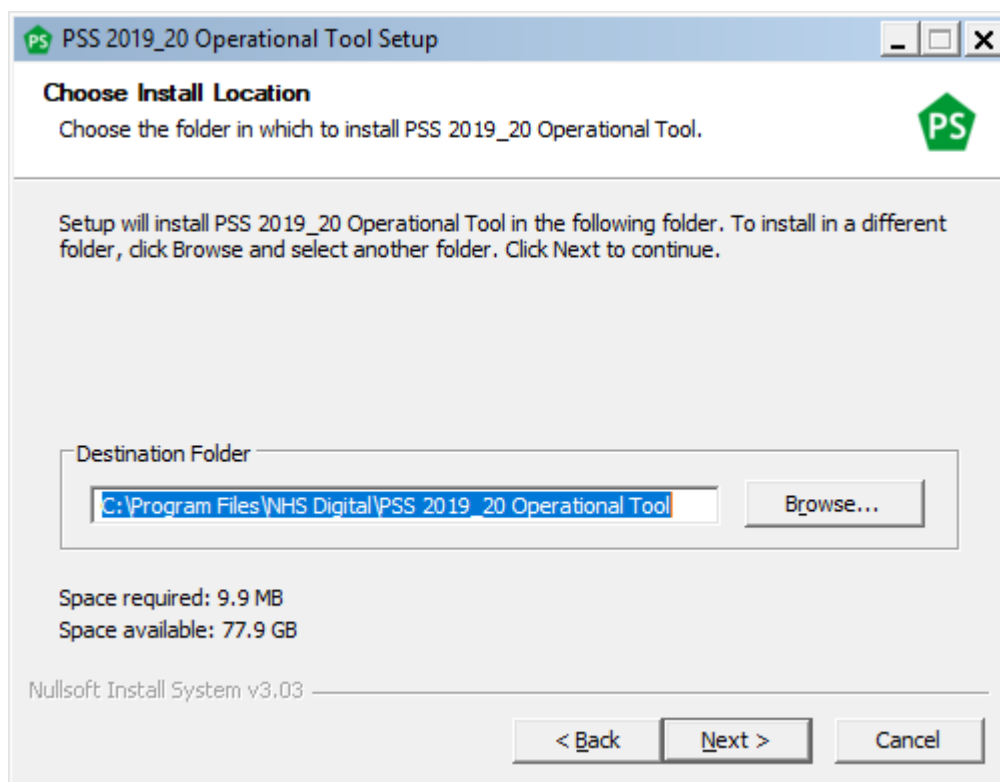 PS PSS 2019_20 Operational Tool Setup
Choose Install Location
Choose the folder in which to install PSS 2019_20 Operational Tool.
PS
Setup will install PSS 2019_20 Operational Tool in the following folder. To install in a different
folder, click Browse and select another folder. Click Next to continue.
Destination Folder
C:\Program Files\NHS Digital\PSS 2019_20 Operational Tool
Browse...
Space required: 9.9 MB
Space available: 77.9 GB
Nullsoft Install System v3.03
< Back
Next >
Cancel